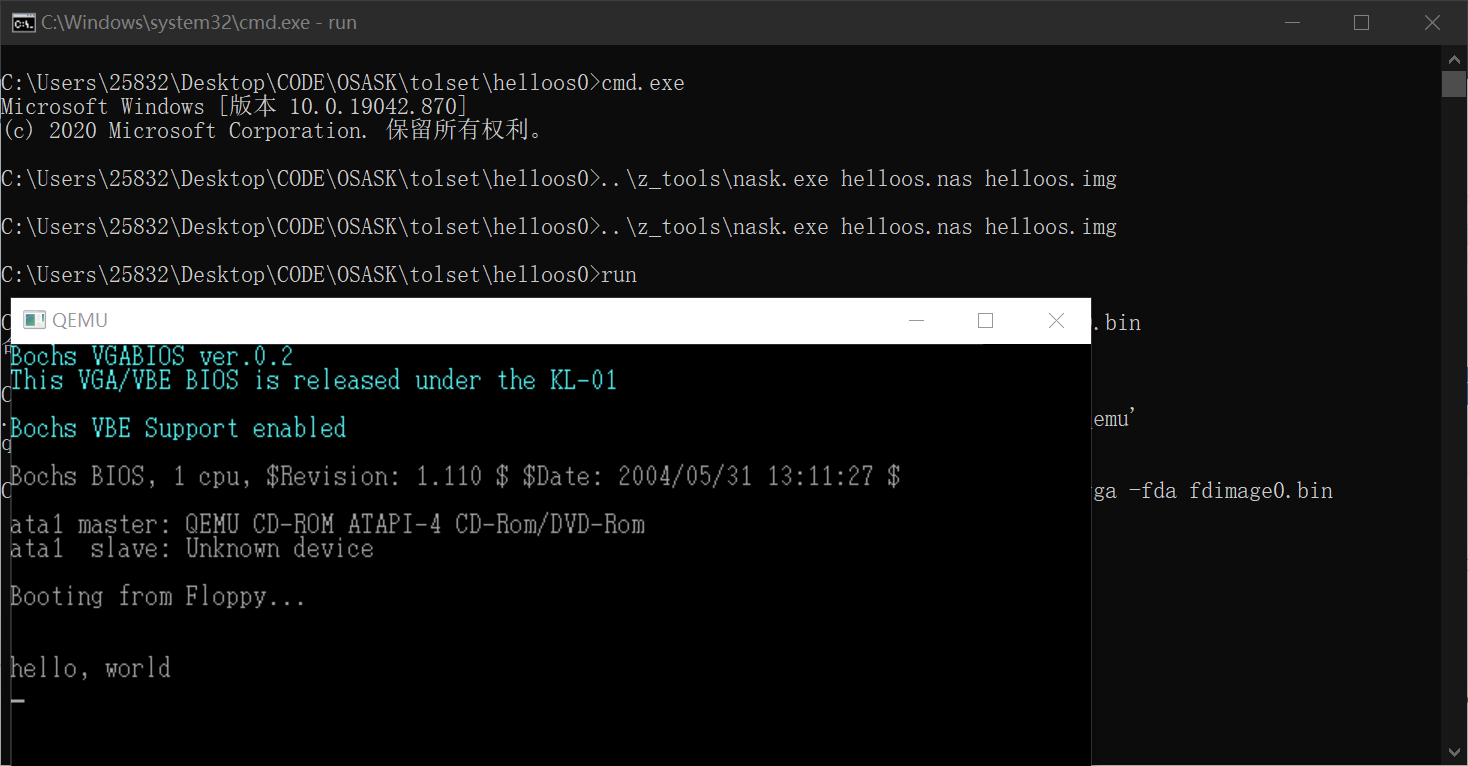 C:\Windows\system32\cmd.exe - run
C:\Users\25832\Desktop\CODE\OSASK\tolset\helloos0>cmd.exe
Microsoft Windows [版本 10.0.19042.870]
(c) 2020 Microsoft Corporation. 保留所有权利。
C:\Users\25832\Desktop\CODE\OSASK\tolset\helloos0>..\z_tools\nask.exe helloos.nas helloos.img
C:\Users\25832\Desktop\CODE\OSASK\tolset\helloos0>..\z_tools\nask.exe helloos.nas helloos.img
C:\Users\25832\Desktop\CODE\OSASK\tolset\helloos0>run
QEMU
.bin
Bochs VGABIOS ver.0.2
This VGA/VBE BIOS is released under the KL-01
emu'
Bochs VBE Support enabled
Bochs BIOS, 1 cpu, $Revision: 1.110 $ $Date: 2004/05/31 13:11:27 $
ga -fda fdimage0.bin
ata1 master: QEMU CD-ROM ATAPI-4 CD-Rom/DVD-Rom
ata1  slave: Unknown device
Booting from Floppy...
hello, world